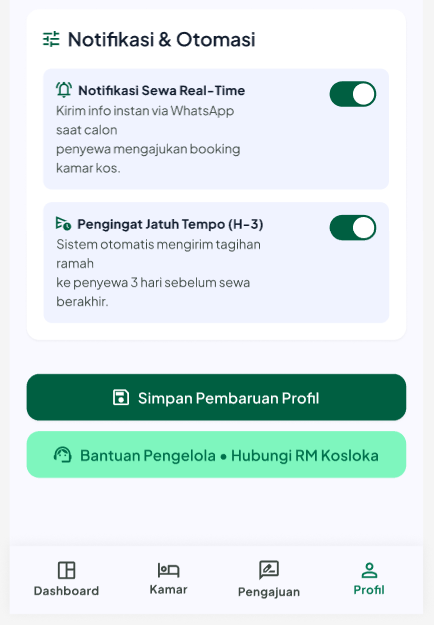 Notifikasi & Otomasi
Notifikasi Sewa Real-Time
Kirim info instan via WhatsApp
saat calon
penyewa mengajukan booking
kamar kos.
Pengingat Jatuh Tempo (H-3)
Sistem otomatis mengirim tagihan
ramah
ke penyewa 3 hari sebelum sewa
berakhir.
Simpan Pembaruan Profil
Bantuan Pengelola • Hubungi RM Kosloka
Dashboard
Kamar
Pengajuan
Profil